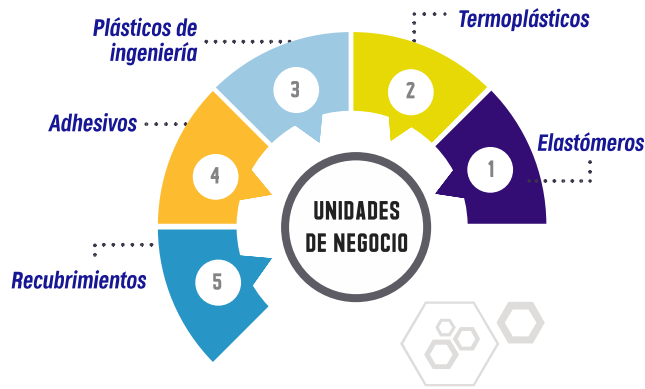 Plásticos de
ingeniería
Termoplásticos
3
2
Adhesivos
Elastómeros
4
1
UNIDADES
DE NEGOCIO
Recubrimientos
5